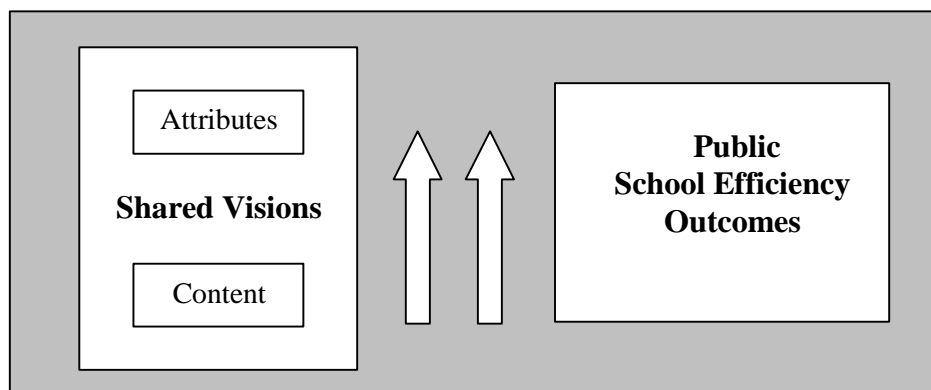 Attributes
Shared Visions
Content
Public
School Efficiency
Outcomes